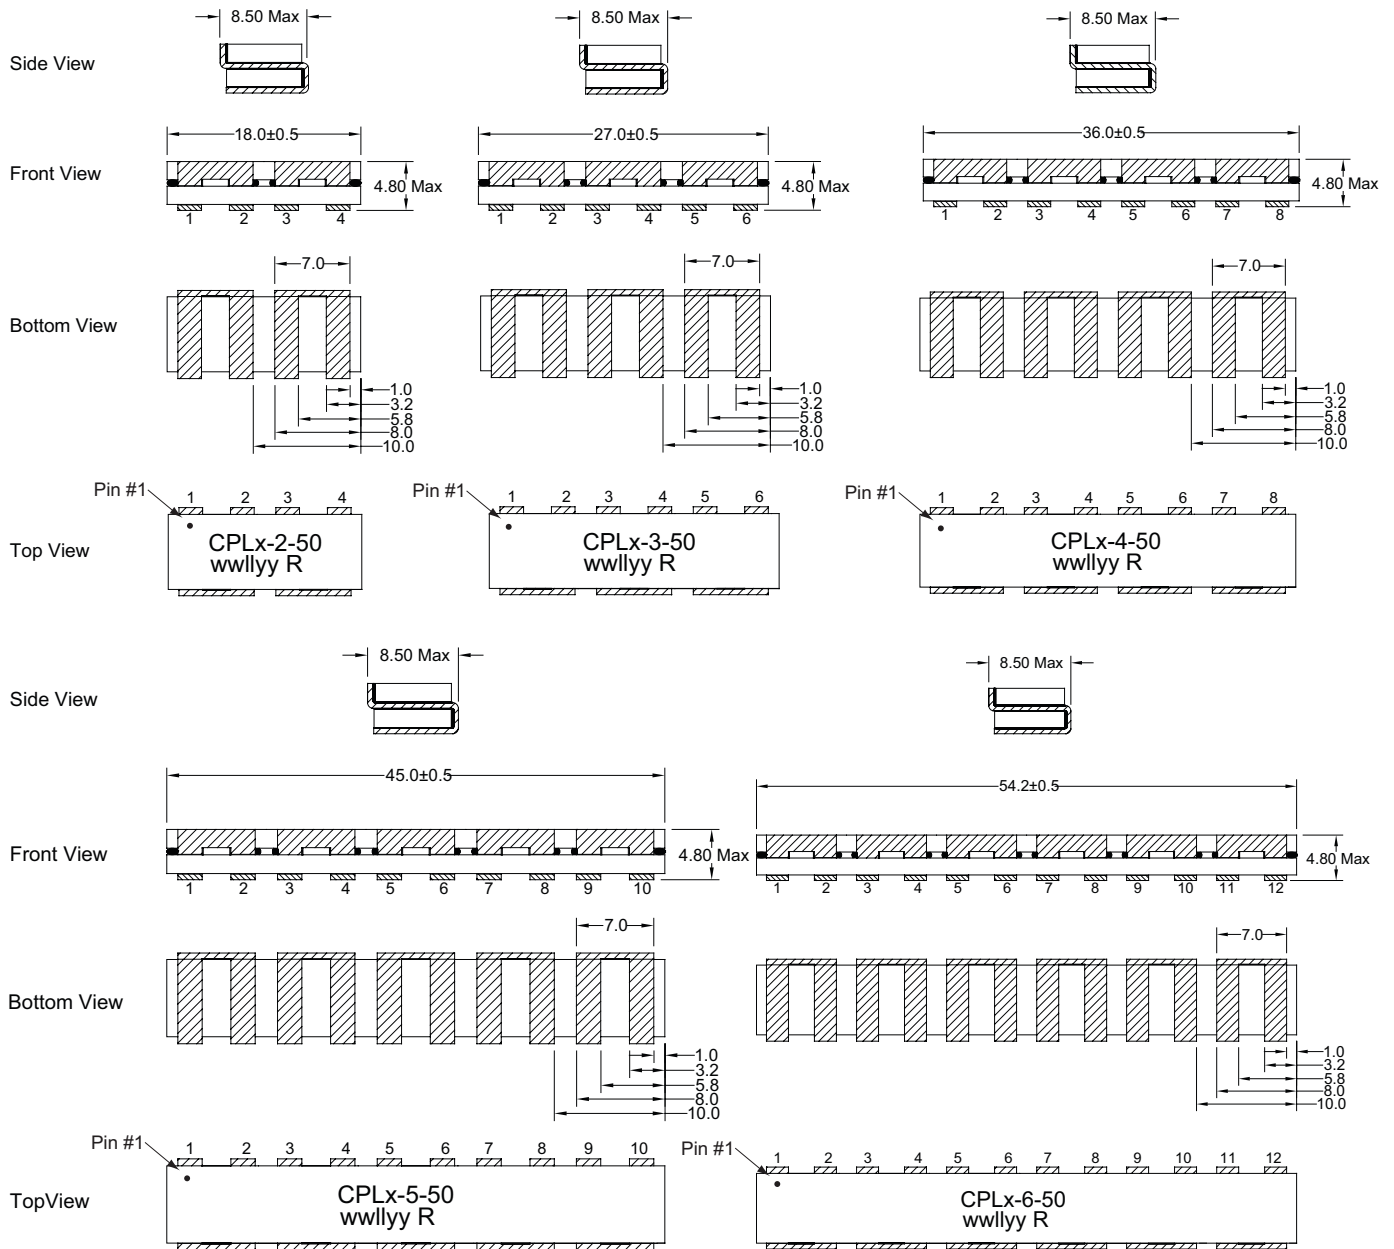 8.50 Max 8.50 Max 8.50 Max
Side View
18.0±0.5 27.0±0.5 36.0±0.5
Front View
4.80 Max 4.80 Max 4.80 Max
1 2 3 4 1 2 3 4 5 6 1 2 3 4 5 6 7 8
7.0 7.0 7.0
Bottom View
1.0 1.0 1.0
3.2 3.2 3.2
5.8 5.8 5.8
8.0 8.0 8.0
10.0 10.0 10.0
Pin #1 Pin #1 Pin #1
1 2 3 4 1 2 3 4 5 6 1 2 3 4 5 6 7 8
Top View
CPLx-2-50 CPLx-3-50 CPLx-4-50
wwllyy R wwllyy R wwllyy R
8.50 Max 8.50 Max
Side View
45.0±0.5 54.2±0.5
Front View
4.80 Max 4.80 Max
1 2 3 4 5 6 7 8 9 10 1 2 3 4 5 6 7 8 9 10 11 12
7.0 7.0
Bottom View
1.0 1.0
3.2 3.2
5.8 5.8
8.0 8.0
10.0 10.0
Pin #1 Pin #1
1 2 3 4 5 6 7 8 9 10 1 2 3 4 5 6 7 8 9 10 11 12
TopView
CPLx-5-50 CPLx-6-50
wwllyy R wwllyy R